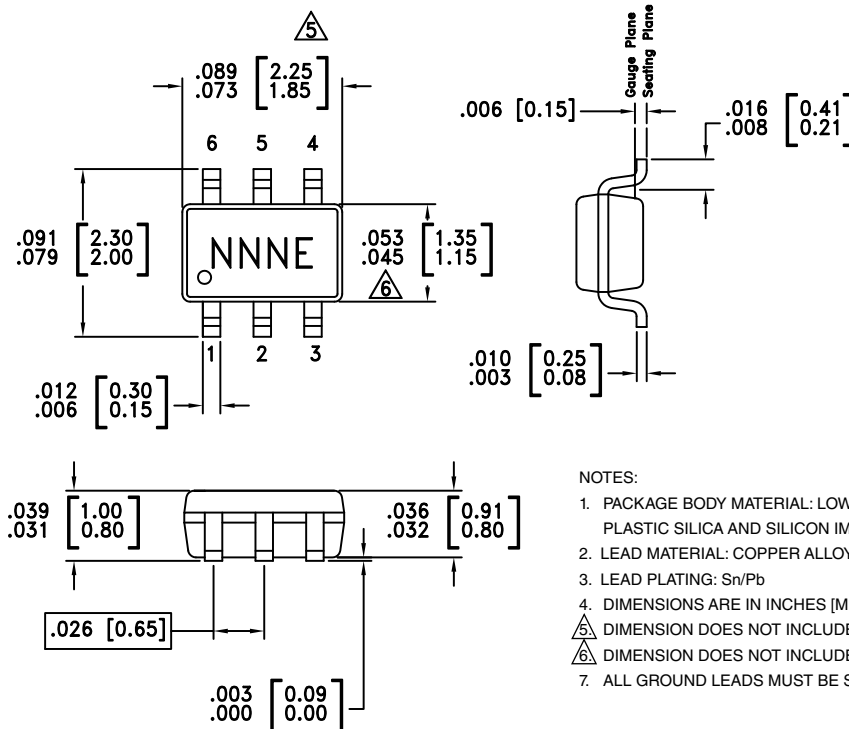 5
.089 [2.25]
.073 [1.85]
6 5 4
.091 [2.30]
.079 [2.00]
NNNE
.053 [1.35]
.045 [1.15]
6
1 2 3
.012 [0.30]
.006 [0.15]
Gauge Plane
Seating Plane
.006 [0.15]
.016 [0.41]
.008 [0.21]
.010 [0.25]
.003 [0.08]
.039 [1.00]
.031 [0.80]
.036 [0.91]
.032 [0.80]
.026 [0.65]
.003 [0.09]
.000 [0.00]
NOTES:
1. PACKAGE BODY MATERIAL: LOW
PLASTIC SILICA AND SILICON IM
2. LEAD MATERIAL: COPPER ALLOY
3. LEAD PLATING: Sn/Pb
4. DIMENSIONS ARE IN INCHES [M
5. DIMENSION DOES NOT INCLUDE
6. DIMENSION DOES NOT INCLUDE
7. ALL GROUND LEADS MUST BE S